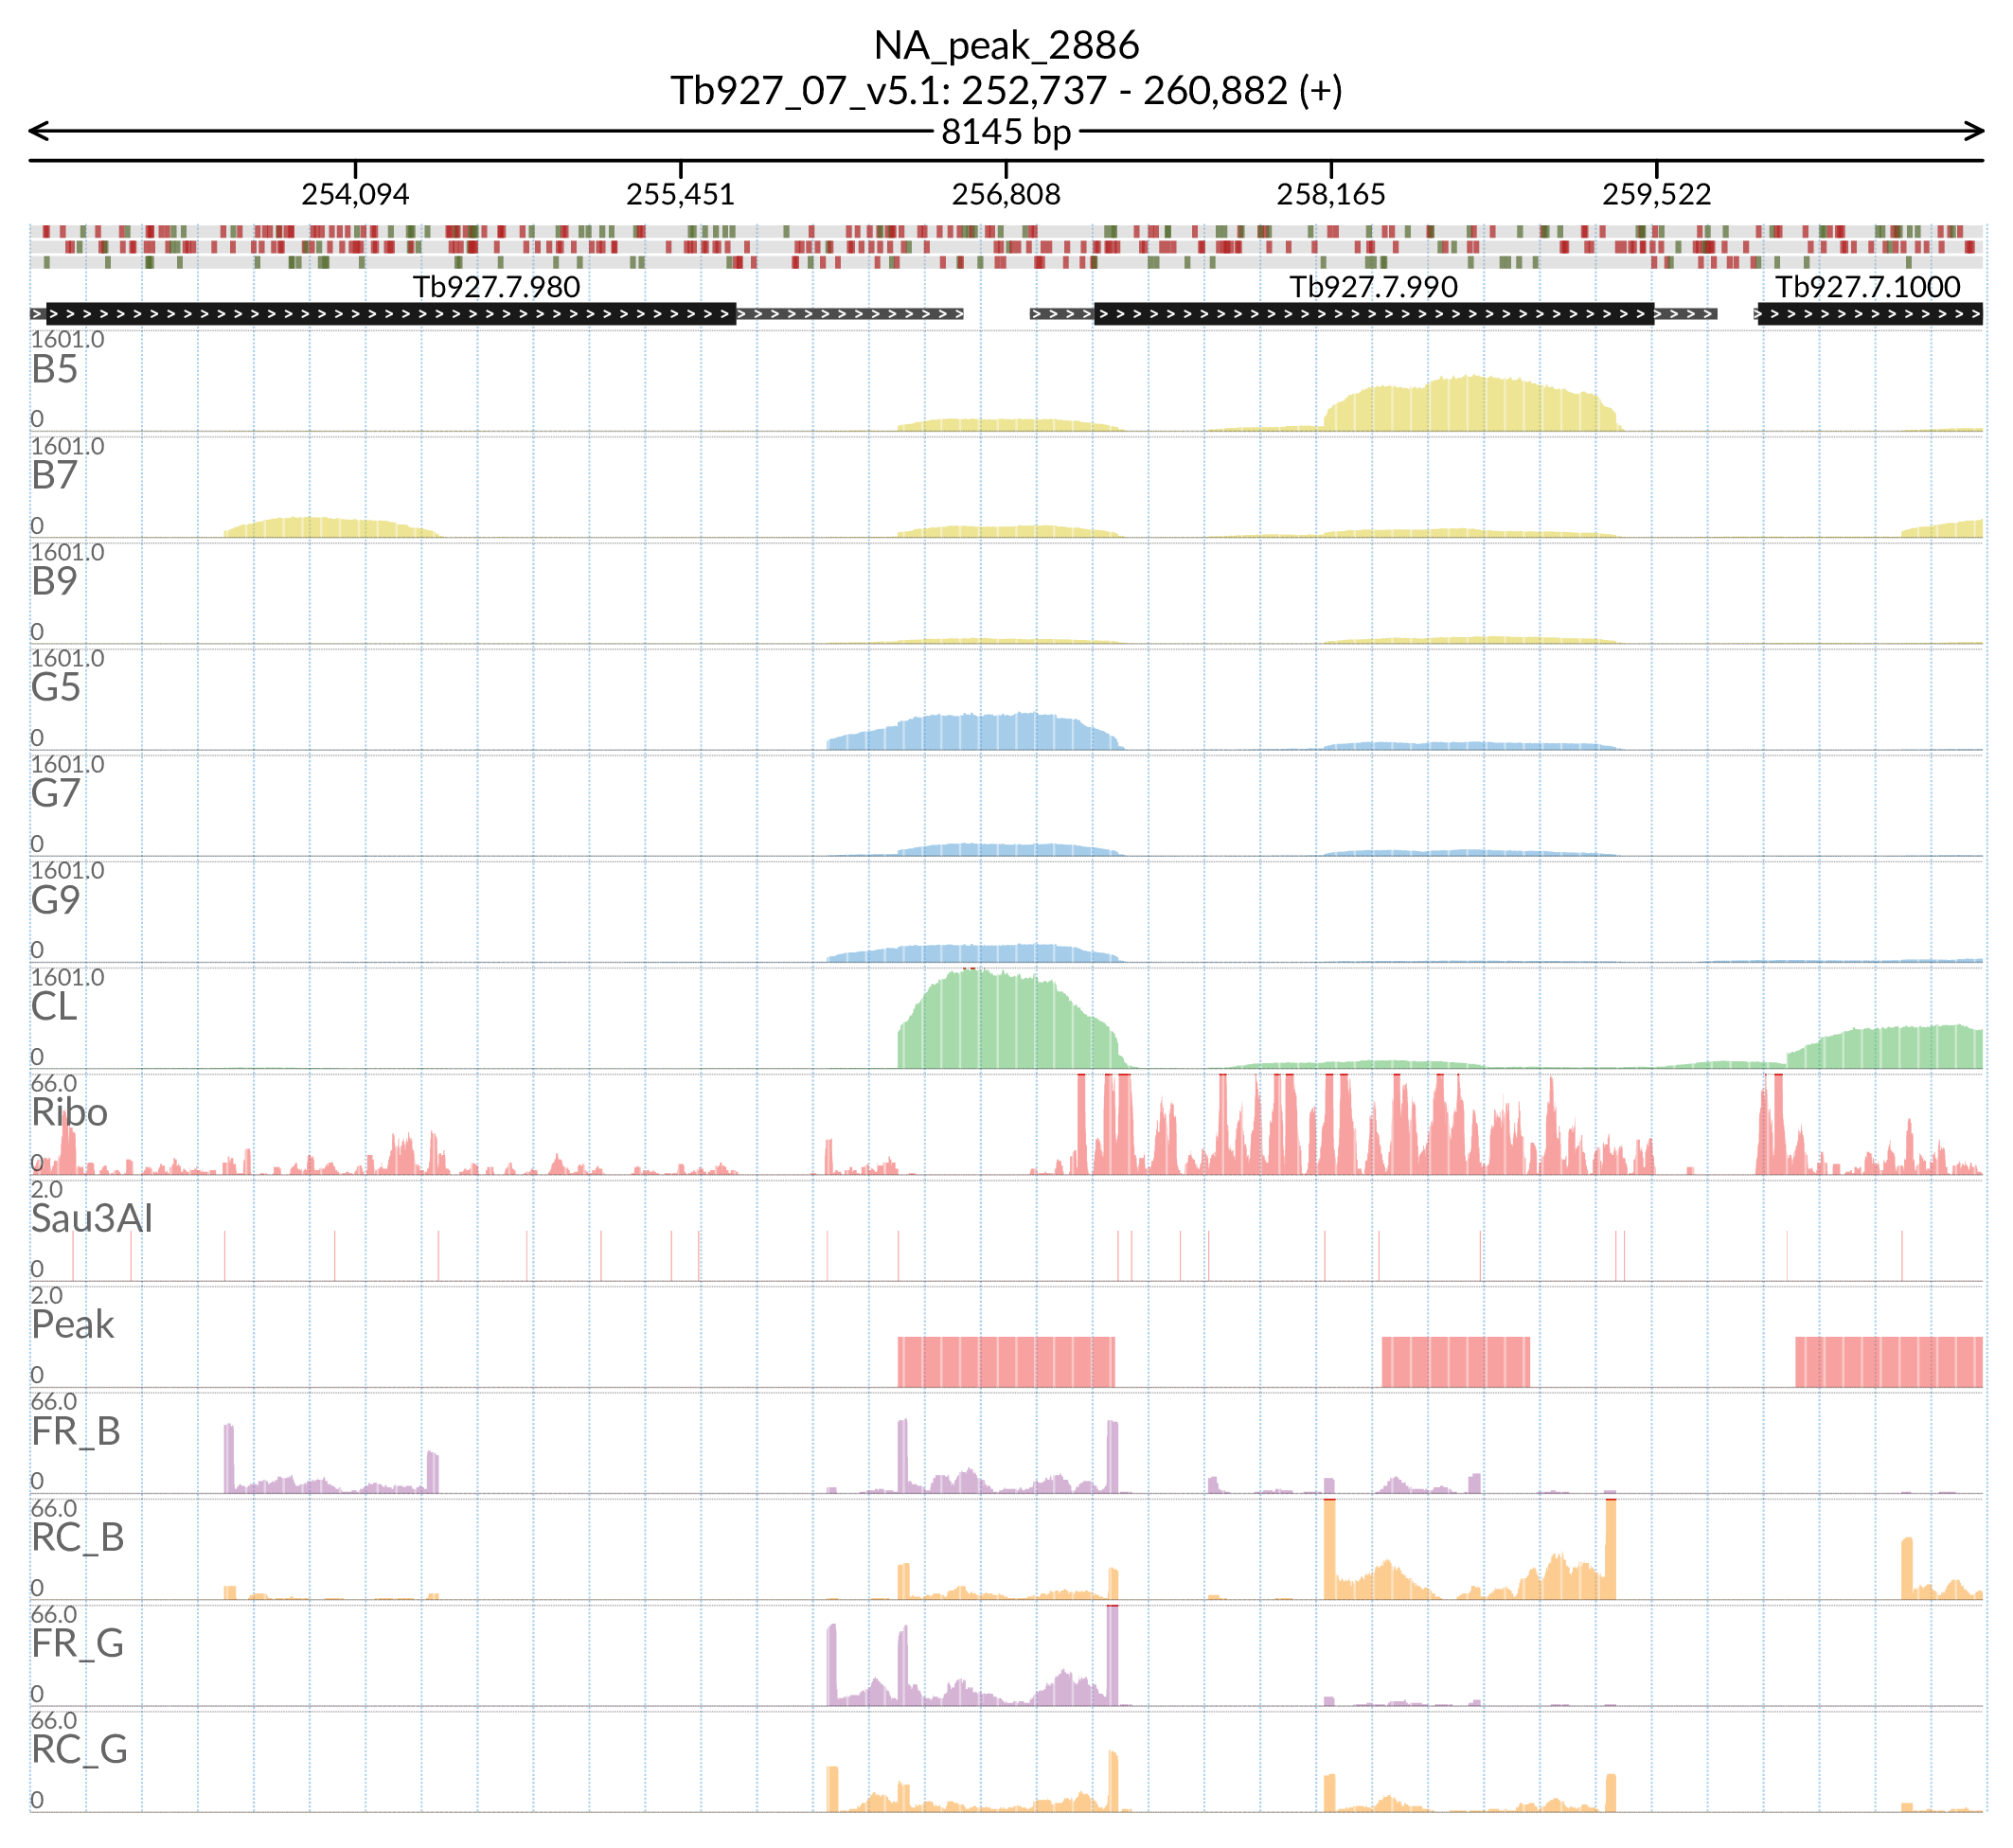 NA_peak_2886
Tb927_07_v5.1: 252,737 - 260,882 (+)
8145 bp
254,094 255,451 256,808 258,165 259,522
Tb927.7.980 Tb927.7.990 Tb927.7.1000
1601.0
B5
0
1601.0
B7
0
1601.0
B9
0
1601.0
G5
0
1601.0
G7
0
1601.0
G9
0
1601.0
CL
0
66.0
Ribo
0
2.0
Sau3AI
0
2.0
Peak
0
66.0
FR_B
0
66.0
RC_B
0
66.0
FR_G
0
66.0
RC_G
0